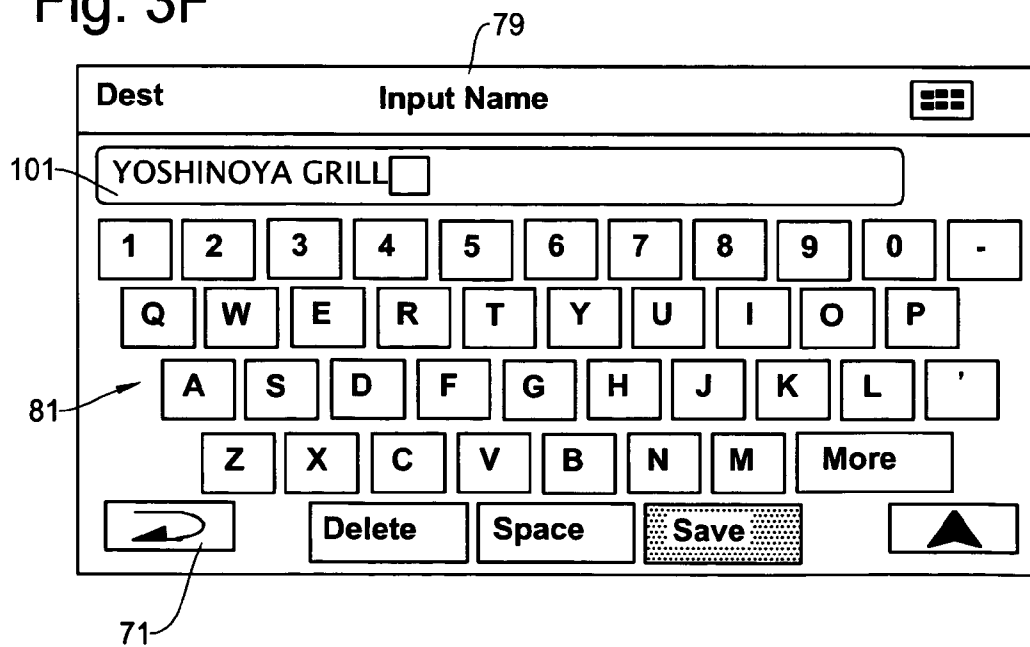 Fig. 3F
79
Dest Input Name
101 YOSHINOYA GRILL
1 2 3 4 5 6 7 8 9 0 -
Q W E R T Y U I O P
81 A S D F G H J K L '
Z X C V B N M More
Delete Space Save
71